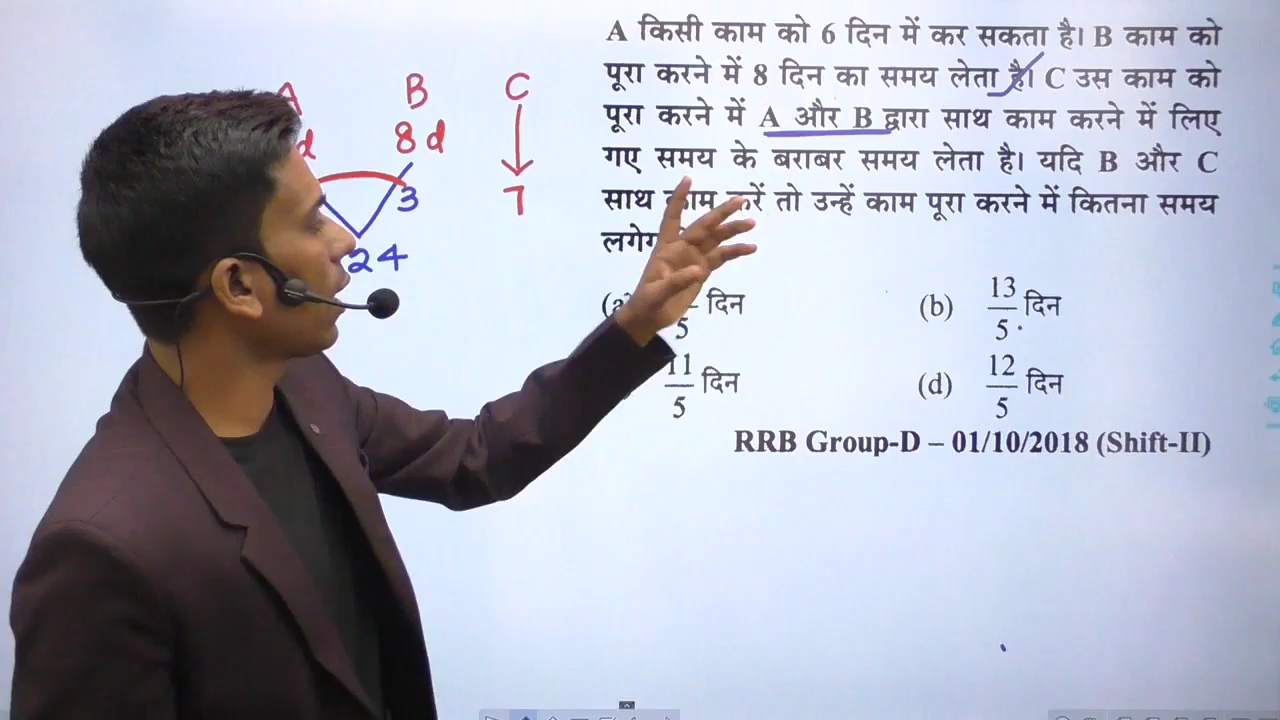 A किसी काम को 6 दिन में कर सकता है। B काम को
पूरा करने में 8 दिन का समय लेता है। C उस काम को
पूरा करने में A और B द्वारा साथ काम करने में लिए
गए समय के बराबर समय लेता है। यदि B और C
साथ काम करें तो उन्हें काम पूरा करने में कितना समय
5 दिन
(b) 13/5 दिन
11/5 दिन
(d) 12/5 दिन
RRB Group-D – 01/10/2018 (Shift-II)
A B C
d 8 d
3 7
24